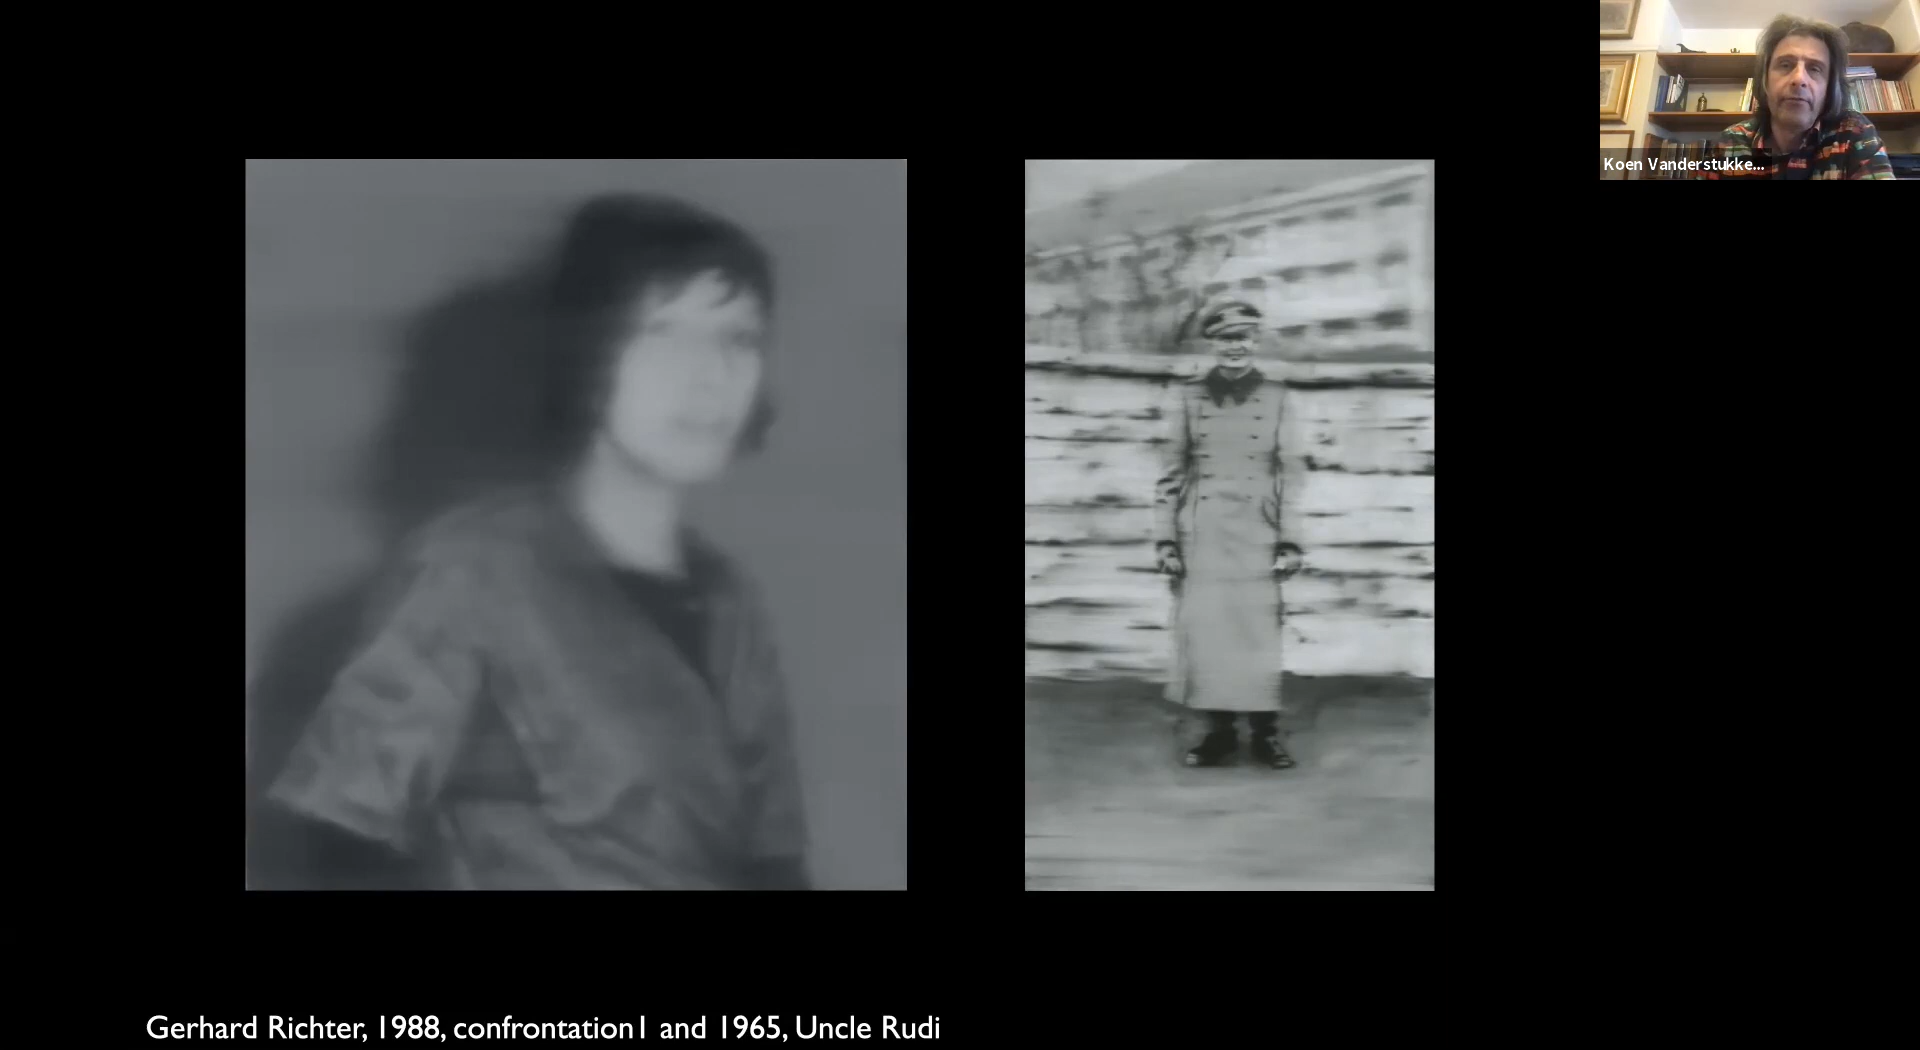 Koen Vanderstukke...
Gerhard Richter, 1988, confrontation1 and 1965, Uncle Rudi